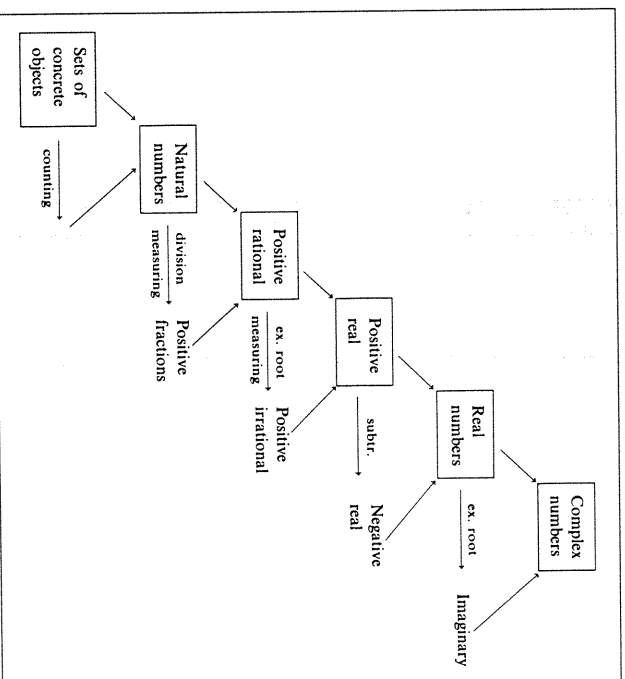 Complex
numbers
Real
numbers
ex. root
Imaginary
Positive
real
subtr.
Negative
real
Positive
rational
ex. root
measuring
Positive
irrational
Natural
numbers
division
measuring
Positive
fractions
Sets of
concrete
objects
counting